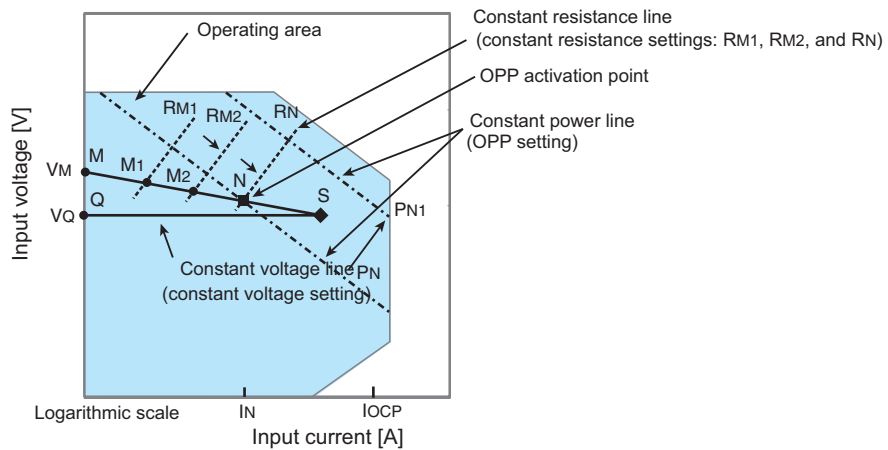 Constant resistance line
(constant resistance settings: RM1, RM2, and RN)
Operating area
OPP activation point
RM1
RM2
RN
Constant power line
(OPP setting)
Input voltage [V]
VM
M
M1
M2
N
S
PN1
VQ
Q
Constant voltage line
PN
(constant voltage setting)
Logarithmic scale
IN
IOCP
Input current [A]